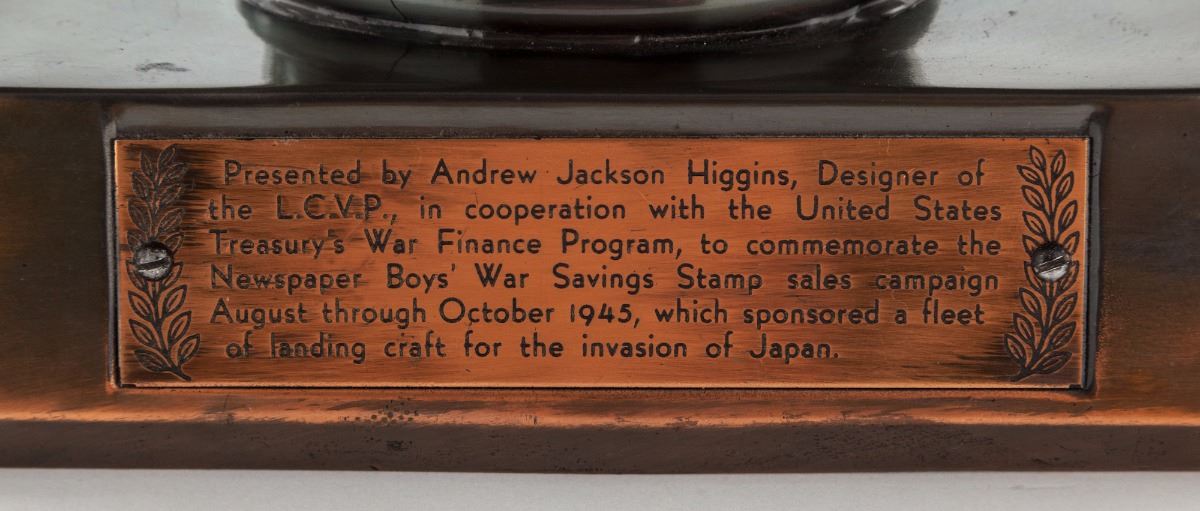 Presented by Andrew Jackson Higgins, Designer of
the L.C.V.P., in cooperation with the United States
Treasury's War Finance Program, to commemorate the
Newspaper Boys' War Savings Stamp sales campaign
August through October 1945, which sponsored a fleet
of landing craft for the invasion of Japan.